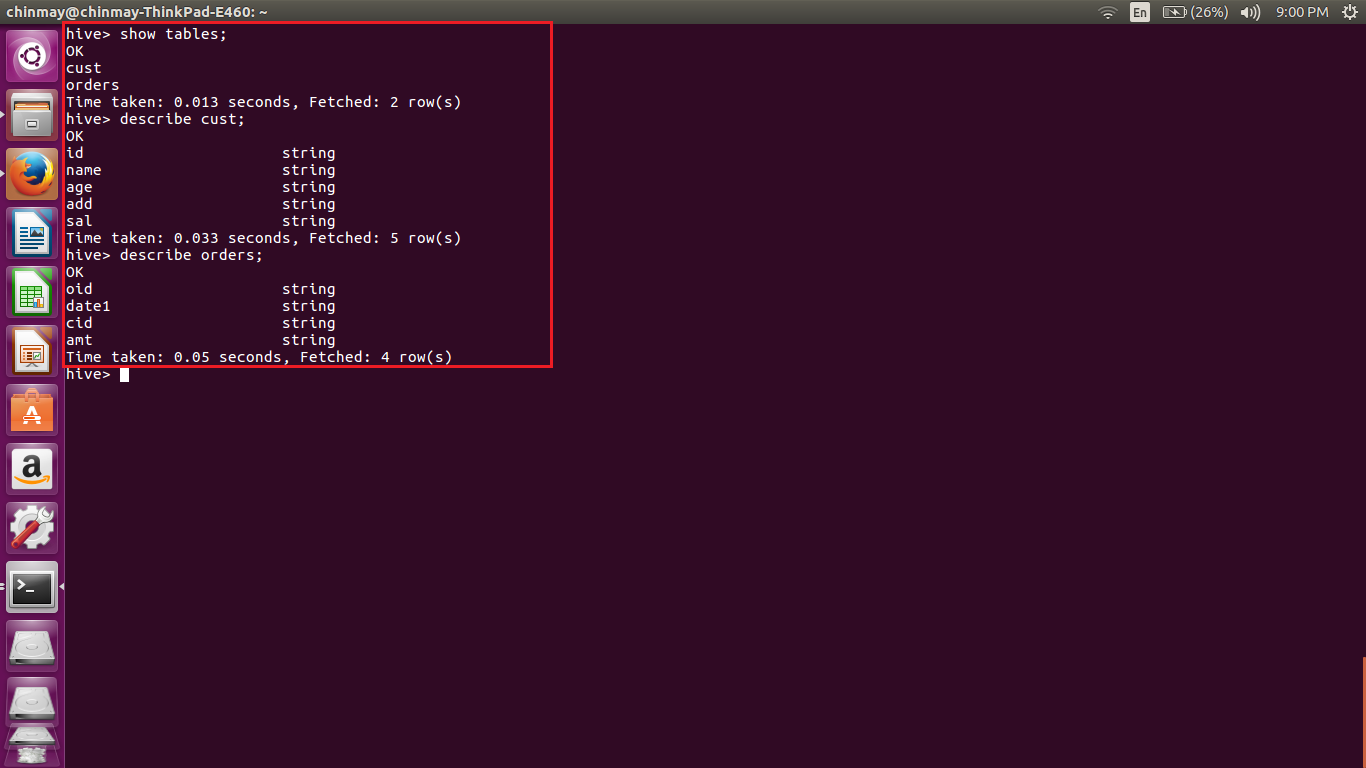 chinmay@chinmay-ThinkPad-E460: ~
En
(26%)
9:00 PM
hive> show tables;
OK
cust
orders
Time taken: 0.013 seconds, Fetched: 2 row(s)
hive> describe cust;
OK
id                      string
name                    string
age                     string
add                     string
sal                     string
Time taken: 0.033 seconds, Fetched: 5 row(s)
hive> describe orders;
OK
oid                     string
date1                   string
cid                     string
amt                     string
Time taken: 0.05 seconds, Fetched: 4 row(s)
hive>
A
a
>_